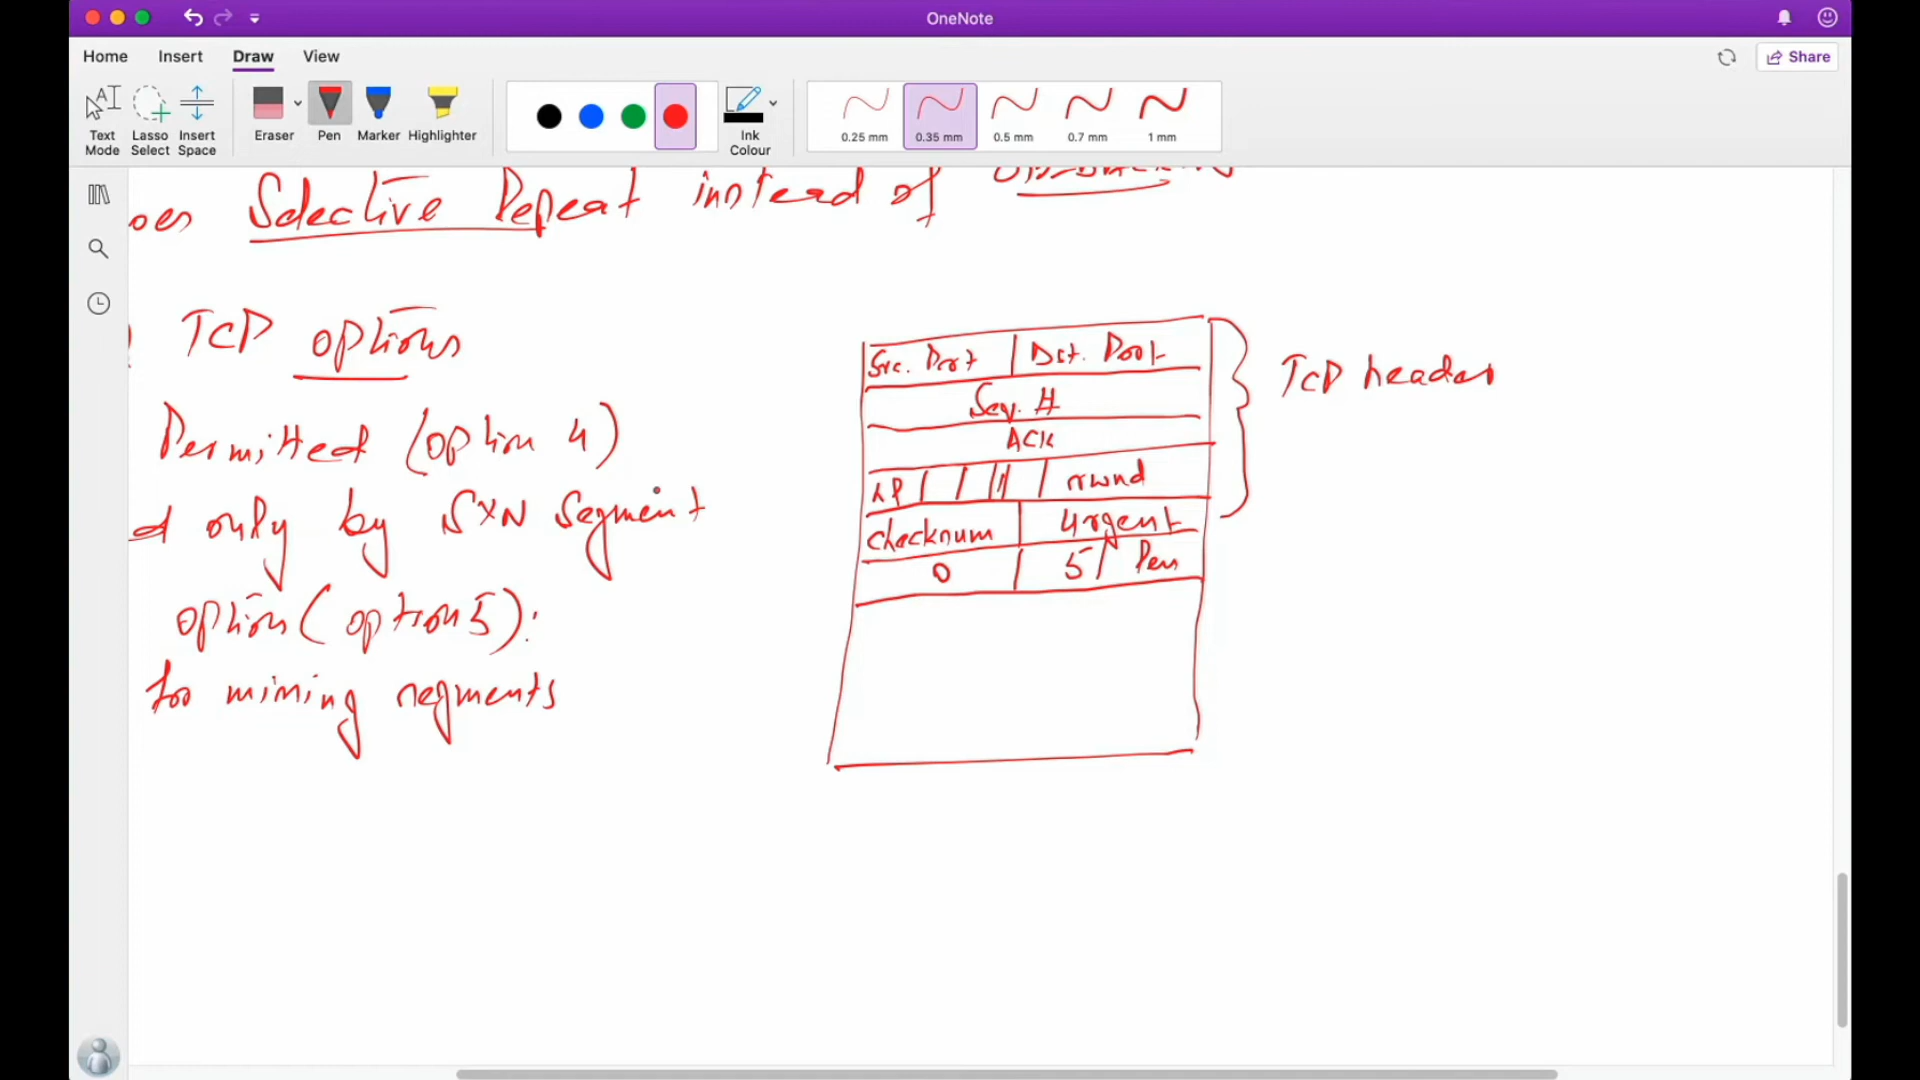 OneNote
Home Insert Draw View
Share
Text Mode
Lasso Select
Insert Space
Eraser
Pen
Marker
Highlighter
Ink Colour
0.25 mm
0.35 mm
0.5 mm
0.7 mm
1 mm
oes Selective Repeat instead of
TCP options
Permitted (option 4)
d only by SYN Segment
option (option 5):
for missing segments
Src. Port Dst. Port
Seq. #
ACK
rwnd
checksum urgent
0 5 Len
TCP header